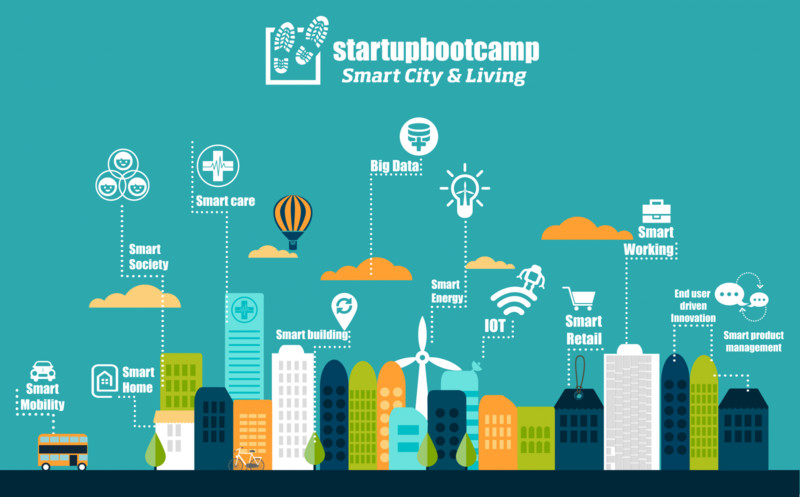 startupbootcamp
Smart City & Living
Big Data
Smart care
Smart
Society
Smart
Working
Smart
Energy
End user
driven
Innovation
IOT
Smart
Retail
Smart building
Smart product
management
Smart
Home
Smart
Mobility